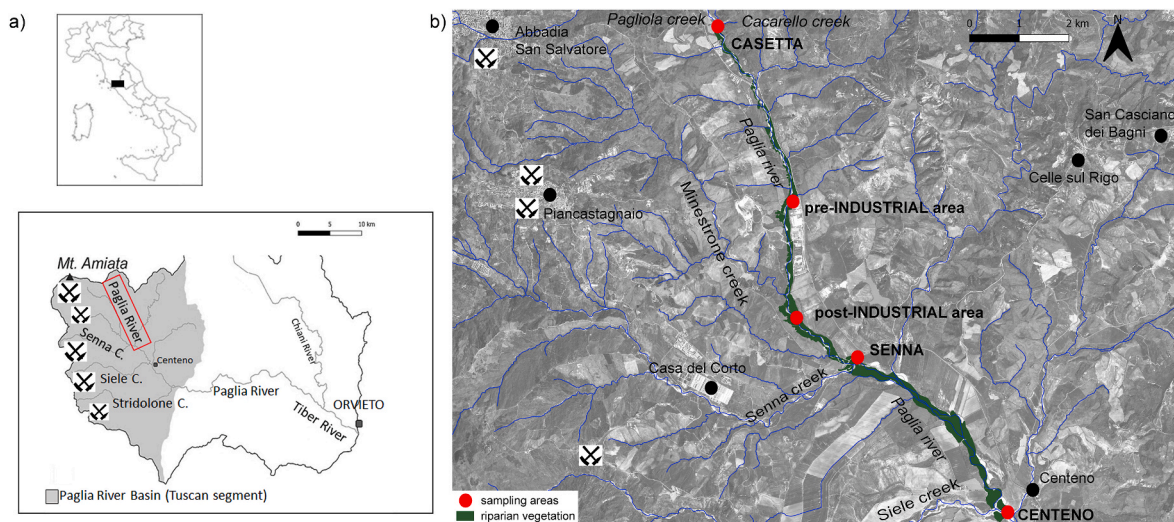 a)
0 5 10 km
Mt. Amiata
Paglia River
Senna C.
Centeno
Siele C.
Stridolone C.
Chiani River
Paglia River
Tiber River
ORVIETO
Paglia River Basin (Tuscan segment)
b)
Abbadia
San Salvatore
Pagliola creek
Cacarello creek
CASETTA
0 1 2 km
N
San Casciano
dei Bagni
Celle sul Rigo
Paglia river
Piancastagnaio
pre-INDUSTRIAL area
Minestrone creek
post-INDUSTRIAL area
SENNA
Casa del Corto
Senna creek
Paglia river
Centeno
Siele creek
CENTENO
sampling areas
riparian vegetation